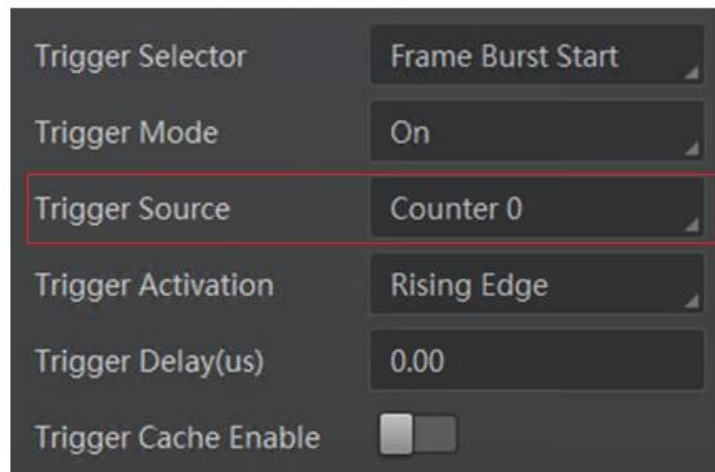 Trigger Selector Frame Burst Start
Trigger Mode On
Trigger Source Counter 0
Trigger Activation Rising Edge
Trigger Delay(us) 0.00
Trigger Cache Enable